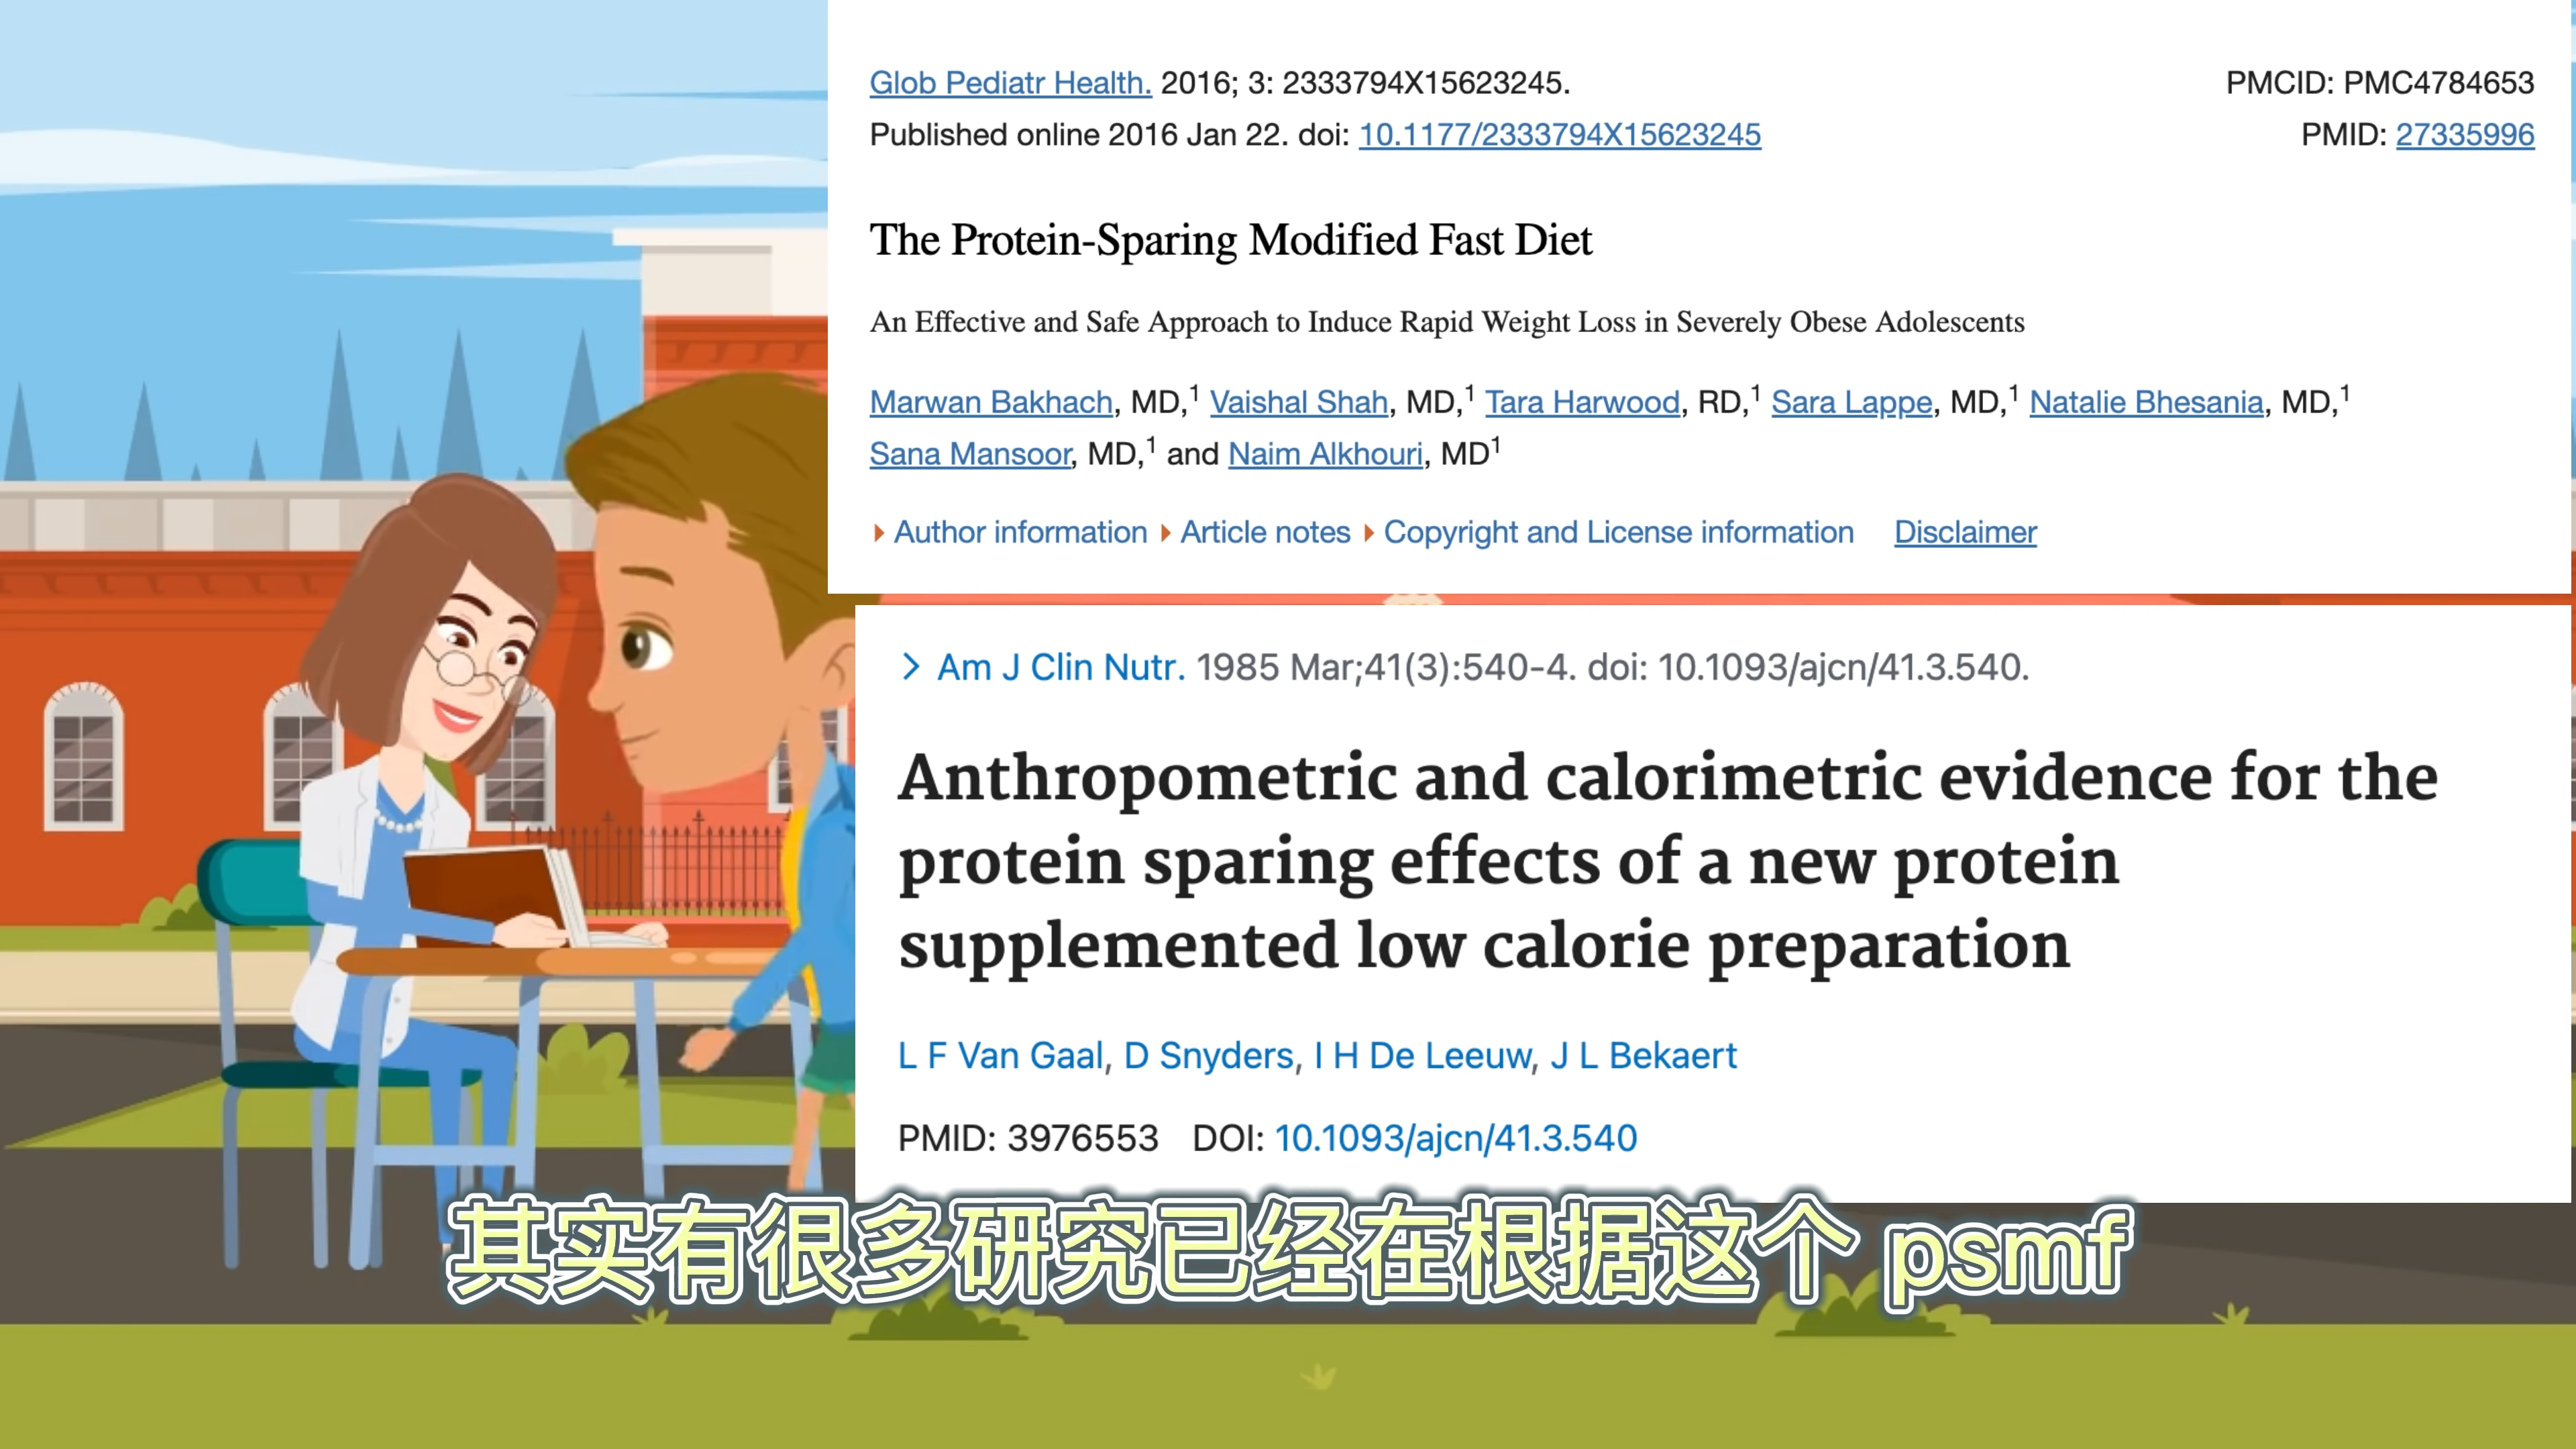 Glob Pediatr Health. 2016; 3: 2333794X15623245.
PMCID: PMC4784653
Published online 2016 Jan 22. doi: 10.1177/2333794X15623245
PMID: 27335996
The Protein-Sparing Modified Fast Diet
An Effective and Safe Approach to Induce Rapid Weight Loss in Severely Obese Adolescents
Marwan Bakhach, MD,1 Vaishal Shah, MD,1 Tara Harwood, RD,1 Sara Lappe, MD,1 Natalie Bhesania, MD,1
Sana Mansoor, MD,1 and Naim Alkhouri, MD1
Author information Article notes Copyright and License information Disclaimer
> Am J Clin Nutr. 1985 Mar;41(3):540-4. doi: 10.1093/ajcn/41.3.540.
Anthropometric and calorimetric evidence for the
protein sparing effects of a new protein
supplemented low calorie preparation
L F Van Gaal, D Snyders, I H De Leeuw, J L Bekaert
PMID: 3976553 DOI: 10.1093/ajcn/41.3.540
其实有很多研究已经在根据这个 psmf